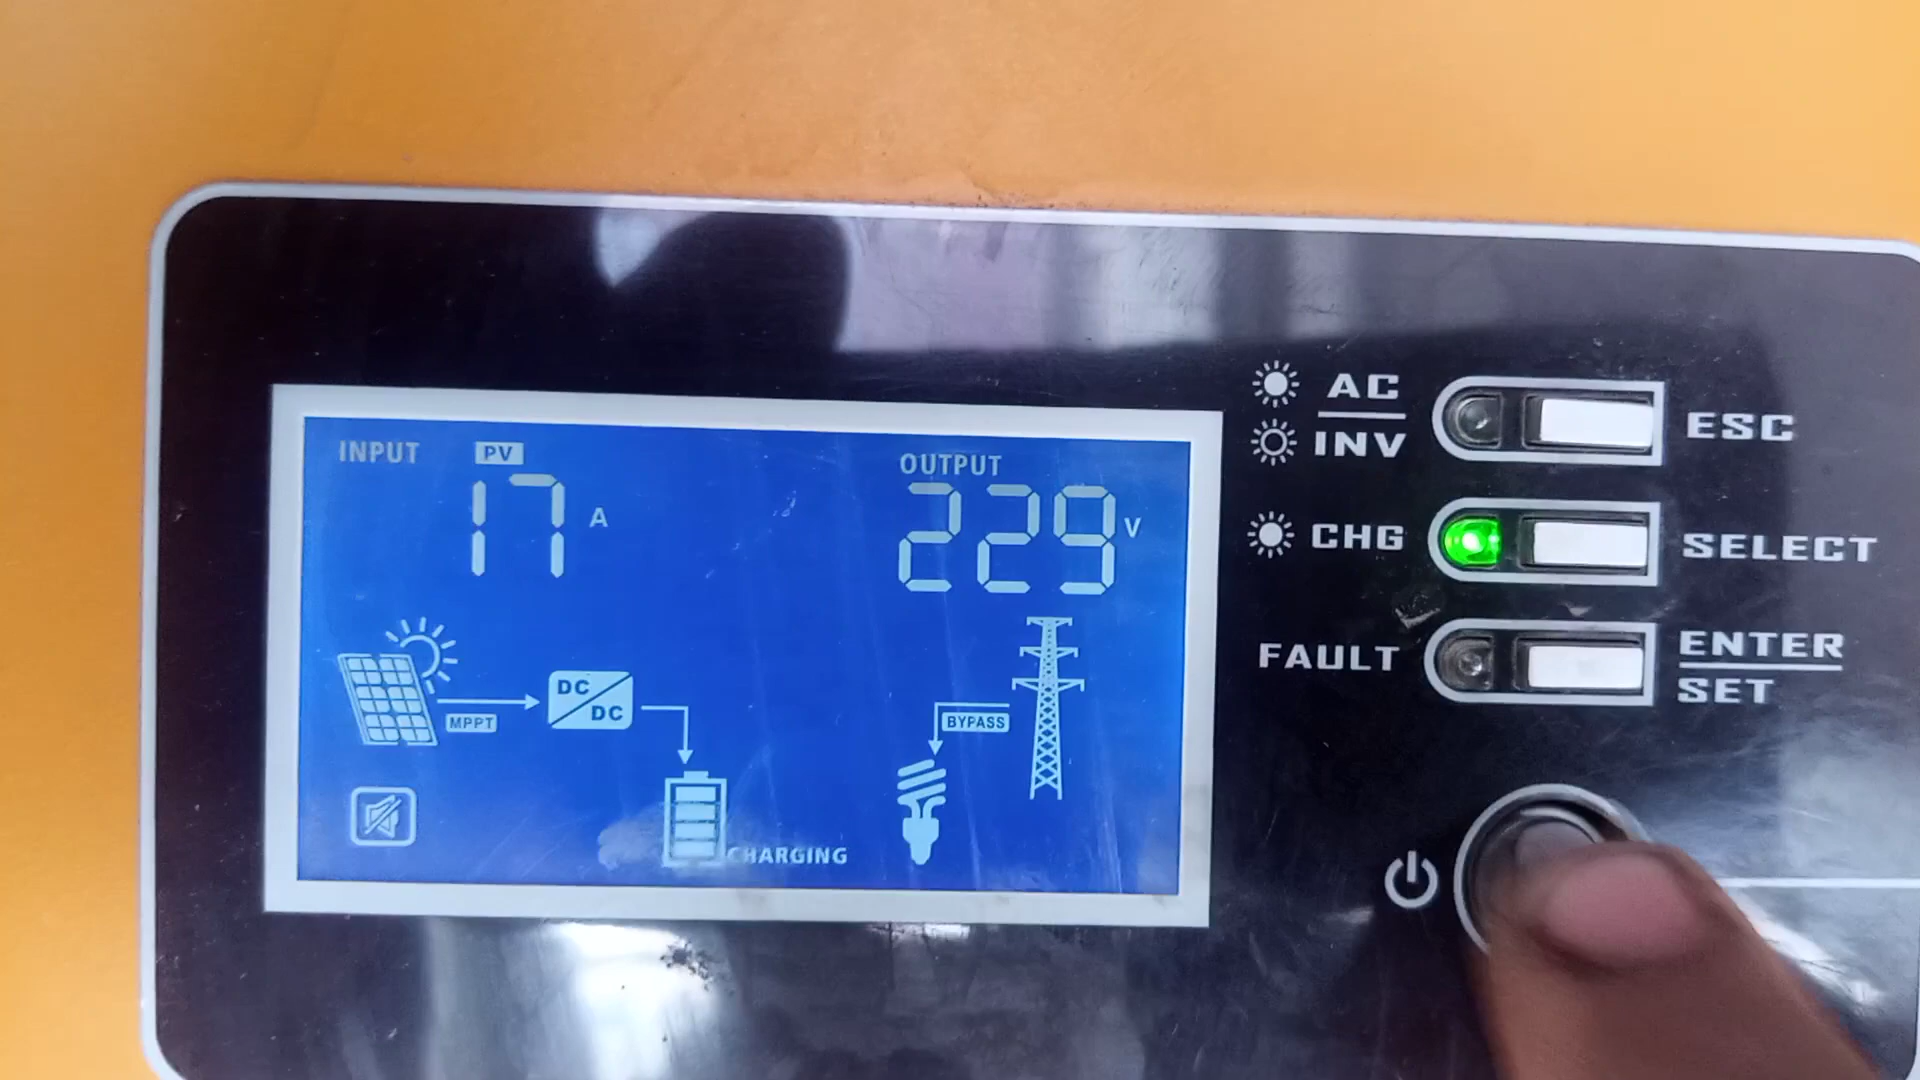 INPUT PV
17 A
OUTPUT
229 V
MPPT
DC
DC
BYPASS
CHARGING
AC
INV
ESC
CHG
SELECT
FAULT
ENTER
SET